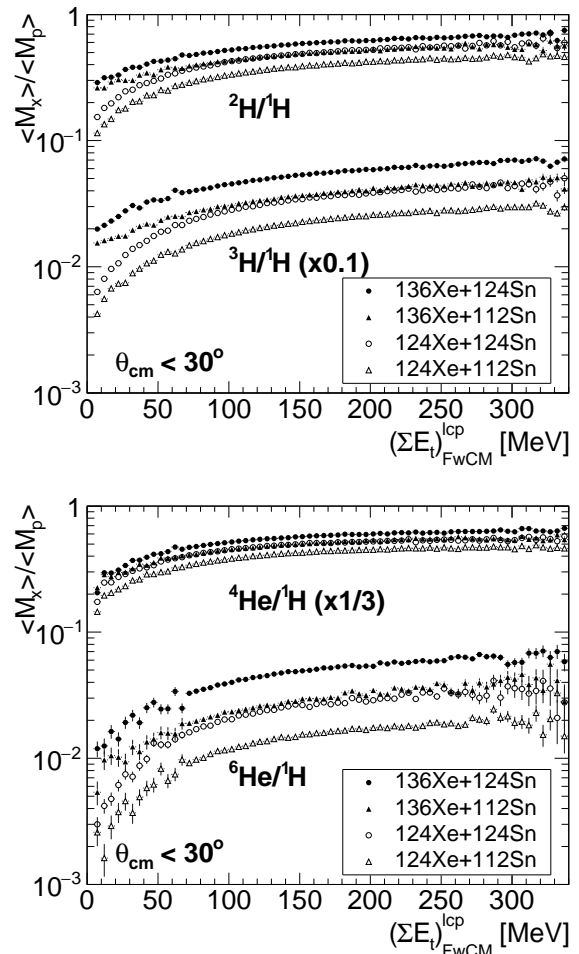 <M_x>/<M_p>
1
10^−1
10^−2
10^−3
²H/¹H
³H/¹H (x0.1)
θ_cm < 30°
136Xe+124Sn
136Xe+112Sn
124Xe+124Sn
124Xe+112Sn
0 50 100 150 200 250 300
(ΣE_t)^lcp_FwCM [MeV]
<M_x>/<M_p>
1
10^−1
10^−2
10^−3
⁴He/¹H (x1/3)
⁶He/¹H
θ_cm < 30°
136Xe+124Sn
136Xe+112Sn
124Xe+124Sn
124Xe+112Sn
0 50 100 150 200 250 300
(ΣE_t)^lcp_FwCM [MeV]